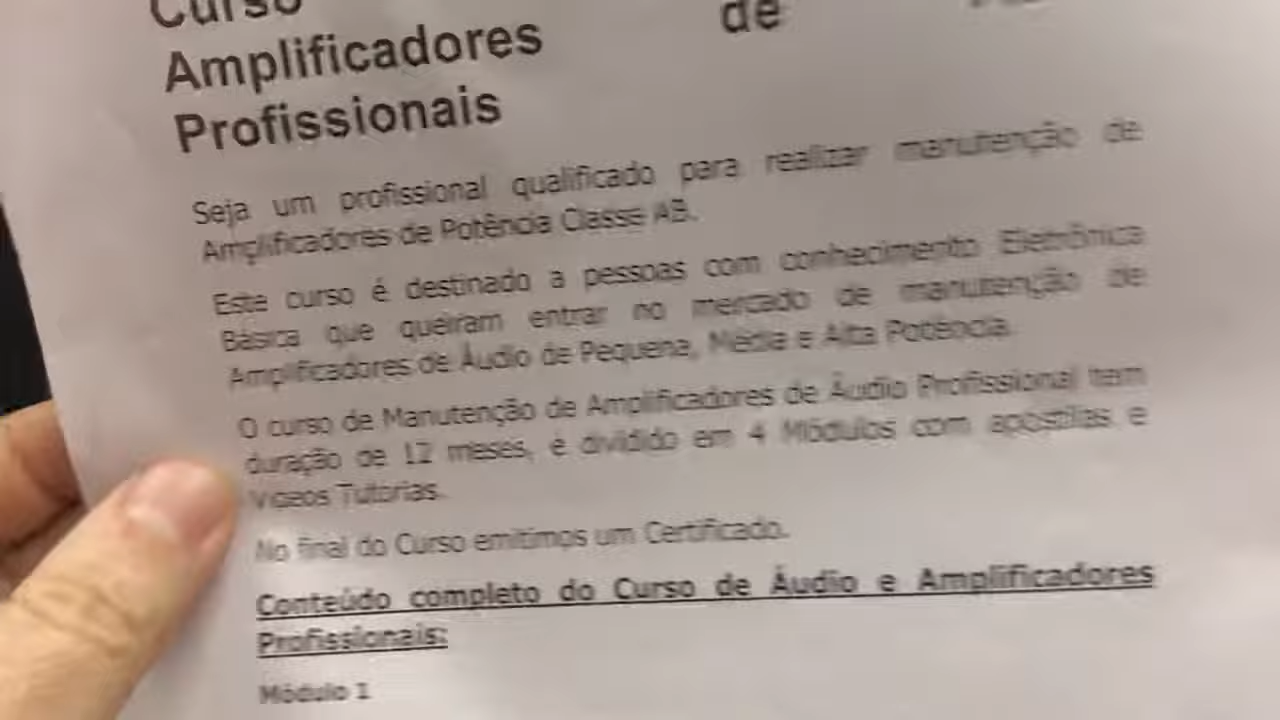 Curso de
Amplificadores
Profissionais
Seja um profissional qualificado para realizar manutenção de
Amplificadores de Potência Classe AB.
Este curso é destinado a pessoas com conhecimento Eletrônica
Básica que queiram entrar no mercado de manutenção de
Amplificadores de Áudio de Pequena, Média e Alta Potência.
O curso de Manutenção de Amplificadores de Áudio Profissional tem
duração de 12 meses, é dividido em 4 Módulos com apostilas e
Vídeos Tutorias.
No final do Curso emitimos um Certificado.
Conteúdo completo do Curso de Áudio e Amplificadores
Profissionais:
Módulo I